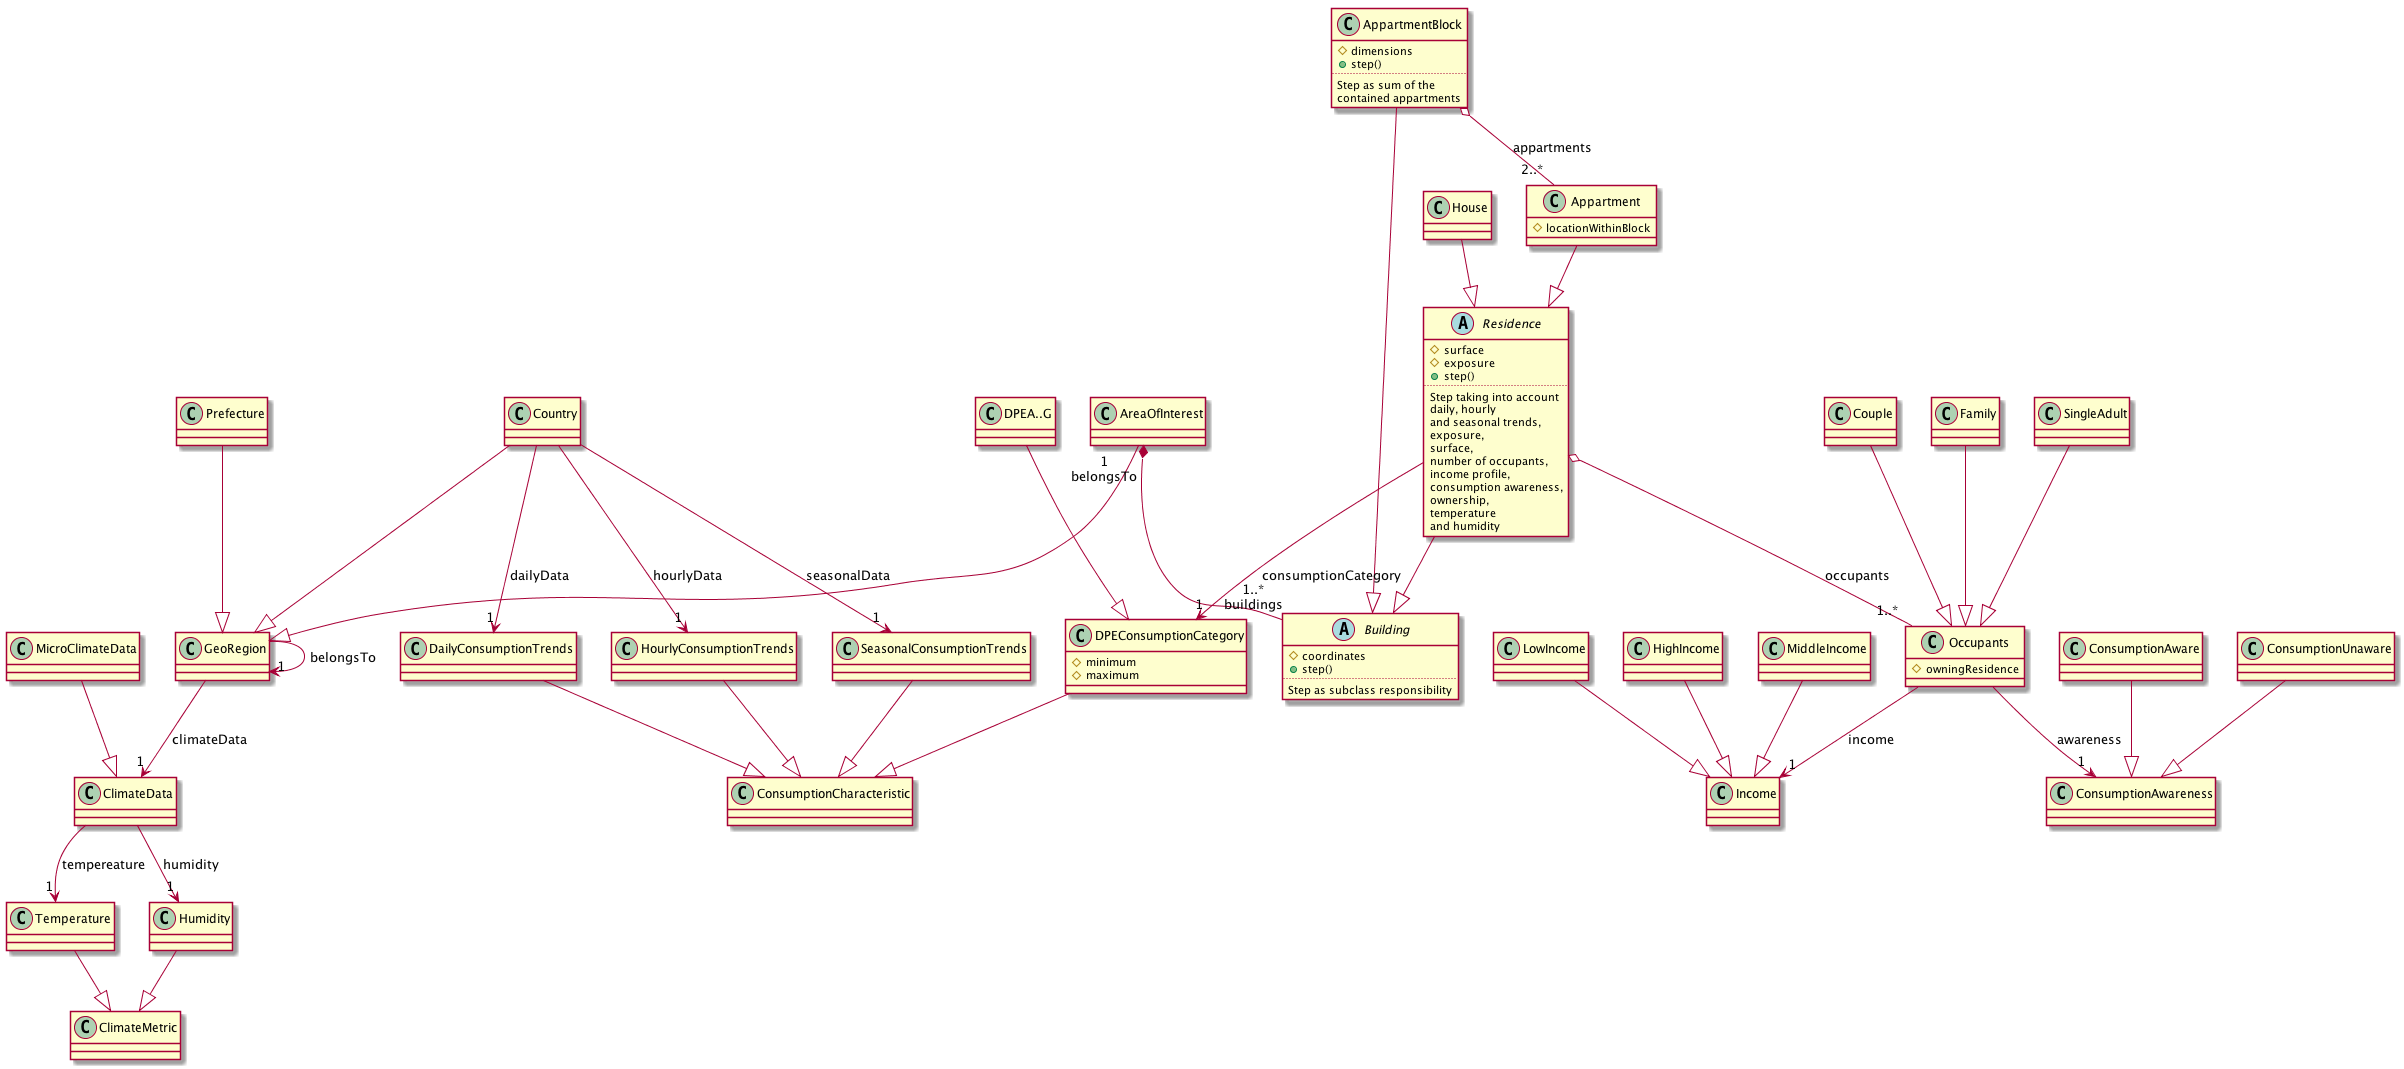 C AppartmentBlock
dimensions
step()
Step as sum of the
contained appartments
appartments
2..*
C House
C Appartment
locationWithinBlock
A Residence
surface
exposure
step()
Step taking into account
daily, hourly
and seasonal trends,
exposure,
surface,
number of occupants,
income profile,
consumption awareness,
ownership,
temperature
and humidity
C Prefecture
C Country
C DPEA..G
C AreaOfInterest
C Couple
C Family
C SingleAdult
1
belongsTo
dailyData
hourlyData
seasonalData
consumptionCategory
occupants
1
1
1
1
1..*
buildings
1..*
C MicroClimateData
C GeoRegion
1
belongsTo
C DailyConsumptionTrends
C HourlyConsumptionTrends
C SeasonalConsumptionTrends
C DPEConsumptionCategory
minimum
maximum
A Building
coordinates
step()
Step as subclass responsibility
C LowIncome
C HighIncome
C MiddleIncome
C Occupants
owningResidence
C ConsumptionAware
C ConsumptionUnaware
climateData
1
income
1
awareness
1
C ClimateData
C ConsumptionCharacteristic
C Income
C ConsumptionAwareness
tempereature
humidity
1
1
C Temperature
C Humidity
C ClimateMetric